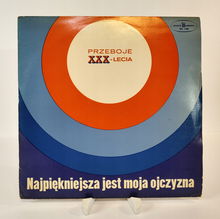 PRZEBOJE
XXX-LECIA
Najpiękniejsza jest moja ojczyzna